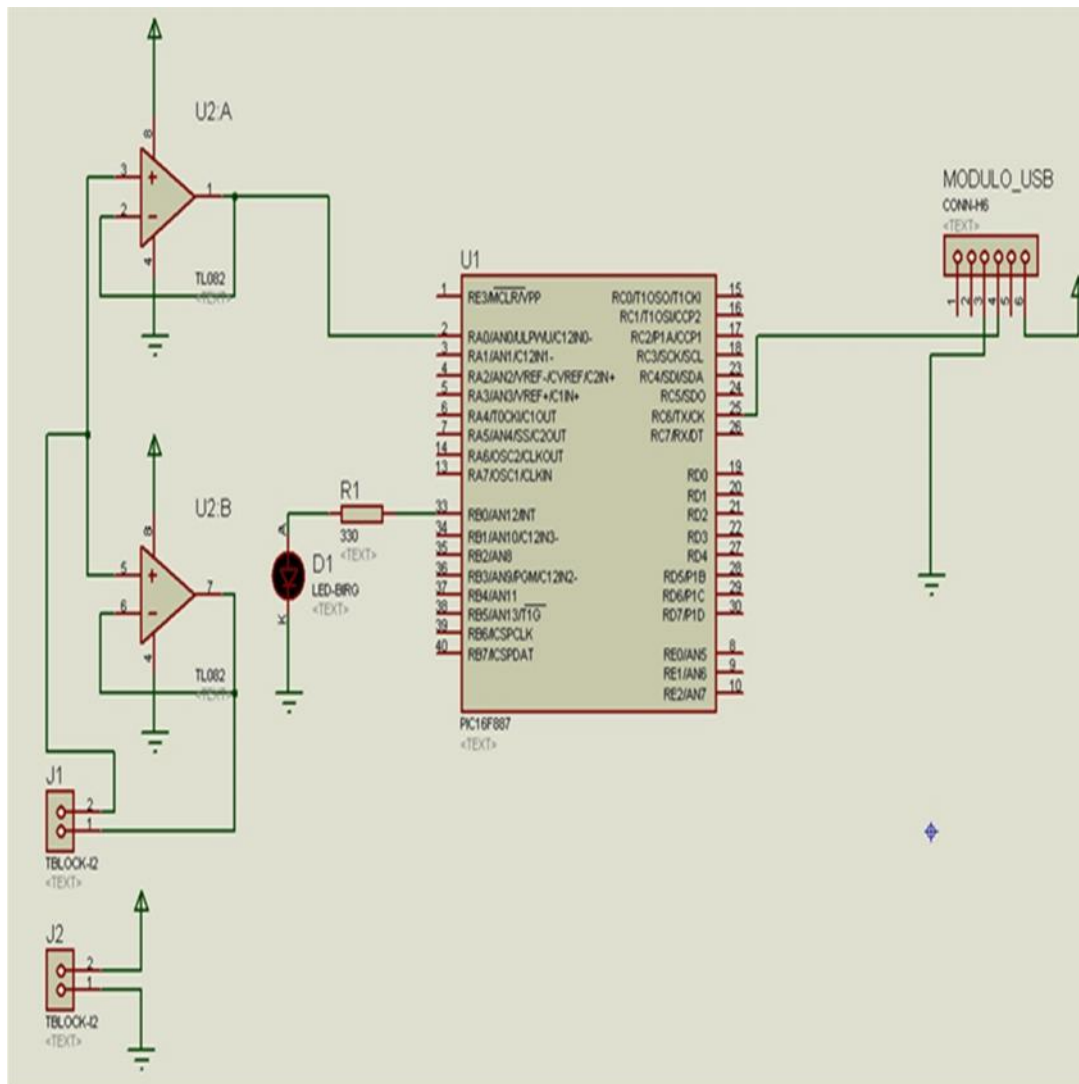 U2:A
8
3
+
1
2
-
4
TL082
<TEXT>
U2:B
8
5
+
7
6
-
4
TL082
<TEXT>
J1
2
1
TBLOCK-I2
<TEXT>
J2
2
1
TBLOCK-I2
<TEXT>
R1
330
<TEXT>
A
D1
LED-BIRG
<TEXT>
K
U1
1 RE3/MCLR/VPP
2 RA0/AN0/ULPWU/C12IN0-
3 RA1/AN1/C12IN1-
4 RA2/AN2/VREF-/CVREF/C2IN+
5 RA3/AN3/VREF+/C1IN+
6 RA4/T0CKI/C1OUT
7 RA5/AN4/SS/C2OUT
14 RA6/OSC2/CLKOUT
13 RA7/OSC1/CLKIN
33 RB0/AN12/INT
34 RB1/AN10/C12IN3-
35 RB2/AN8
36 RB3/AN9/PGM/C12IN2-
37 RB4/AN11
38 RB5/AN13/T1G
39 RB6/ICSPCLK
40 RB7/ICSPDAT
RC0/T1OSO/T1CKI 15
RC1/T1OSI/CCP2 16
RC2/P1A/CCP1 17
RC3/SCK/SCL 18
RC4/SDI/SDA 23
RC5/SDO 24
RC6/TX/CK 25
RC7/RX/DT 26
RD0 19
RD1 20
RD2 21
RD3 22
RD4 27
RD5/P1B 28
RD6/P1C 29
RD7/P1D 30
RE0/AN5 8
RE1/AN6 9
RE2/AN7 10
PIC16F887
<TEXT>
MODULO_USB
CONN-H6
<TEXT>
1 2 3 4 5 6